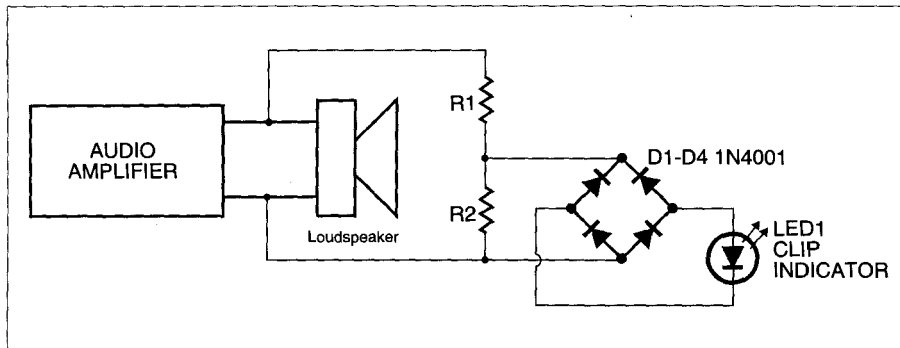 AUDIO
AMPLIFIER
Loudspeaker
R1
R2
D1-D4 1N4001
LED1
CLIP
INDICATOR